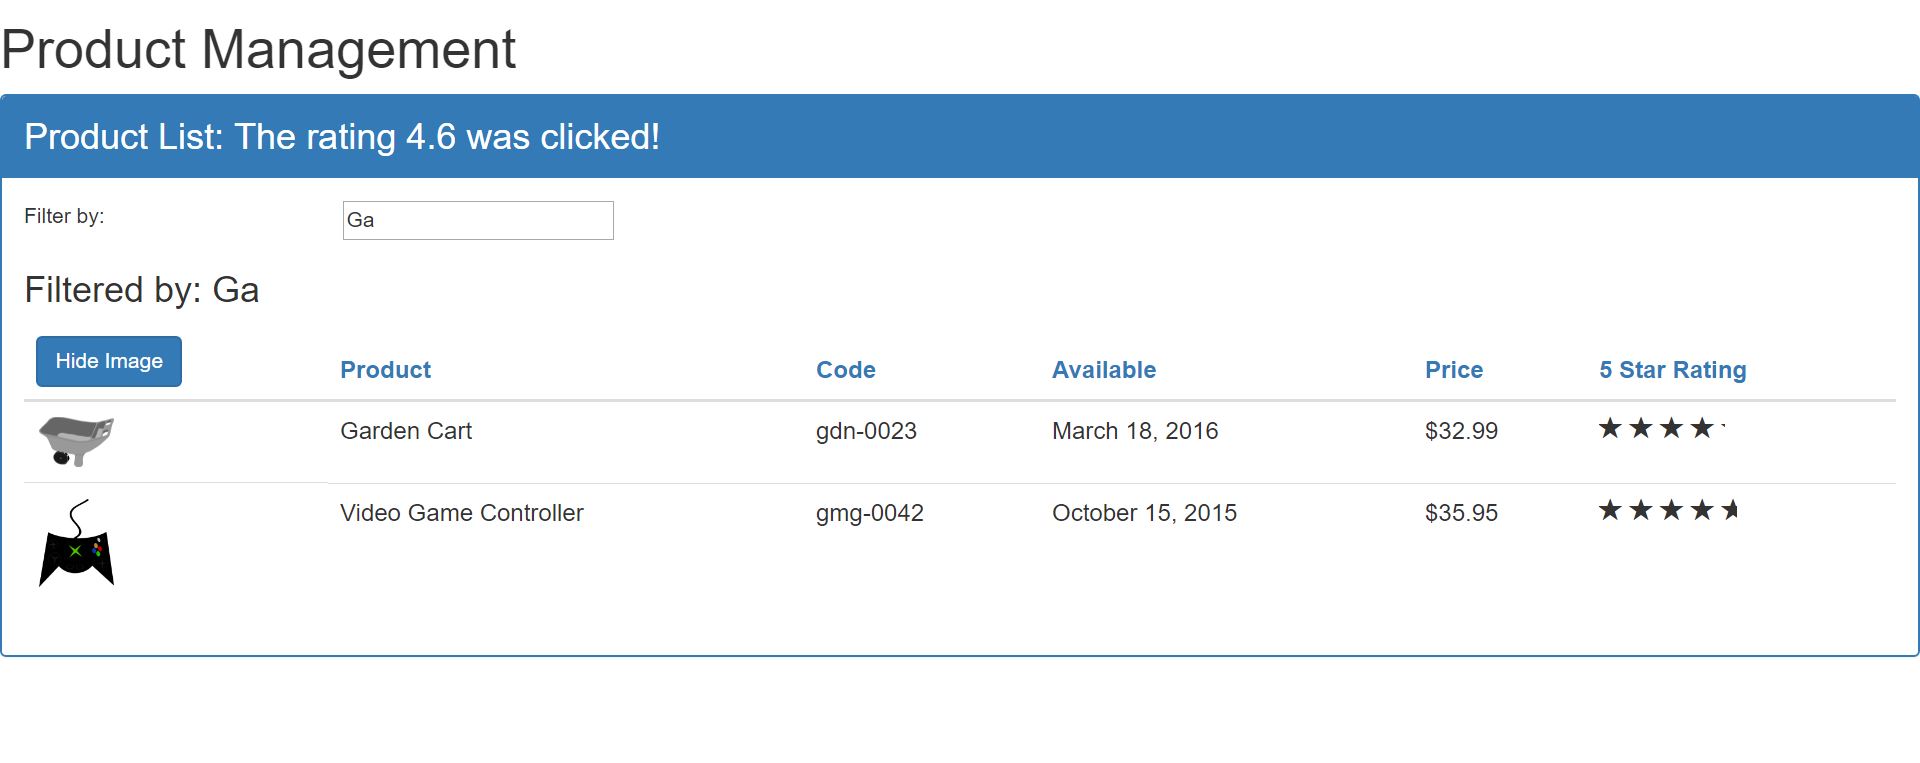 Product Management
Product List: The rating 4.6 was clicked!
Filter by: Ga
Filtered by: Ga
Hide Image Product Code Available Price 5 Star Rating
Garden Cart gdn-0023 March 18, 2016 $32.99
Video Game Controller gmg-0042 October 15, 2015 $35.95